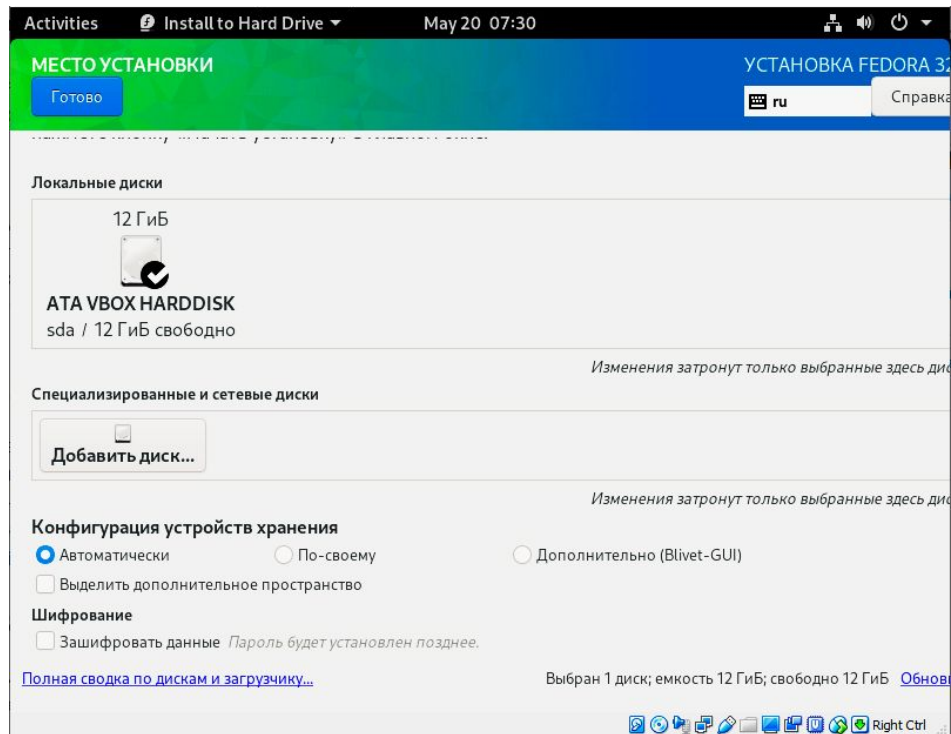 Activities Install to Hard Drive May 20 07:30
МЕСТО УСТАНОВКИ
УСТАНОВКА FEDORA 32
Готово
ru
Справка
Локальные диски
12 ГиБ
ATA VBOX HARDDISK
sda / 12 ГиБ свободно
Изменения затронут только выбранные здесь дис
Специализированные и сетевые диски
Добавить диск...
Изменения затронут только выбранные здесь дис
Конфигурация устройств хранения
Автоматически По-своему Дополнительно (Blivet-GUI)
Выделить дополнительное пространство
Шифрование
Зашифровать данные Пароль будет установлен позднее.
Полная сводка по дискам и загрузчику... Выбран 1 диск; емкость 12 ГиБ; свободно 12 ГиБ Обнов
Right Ctrl